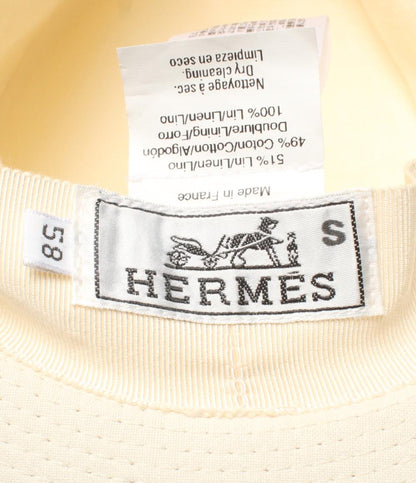 Made in France
51% Lin/Linen/Lino
49% Coton/Cotton/Algodón
Doublure/Lining/Forro
100% Lin/Linen/Lino
Nettoyage à sec.
Dry cleaning.
Limpieza en seco
58
S
HERMÈS